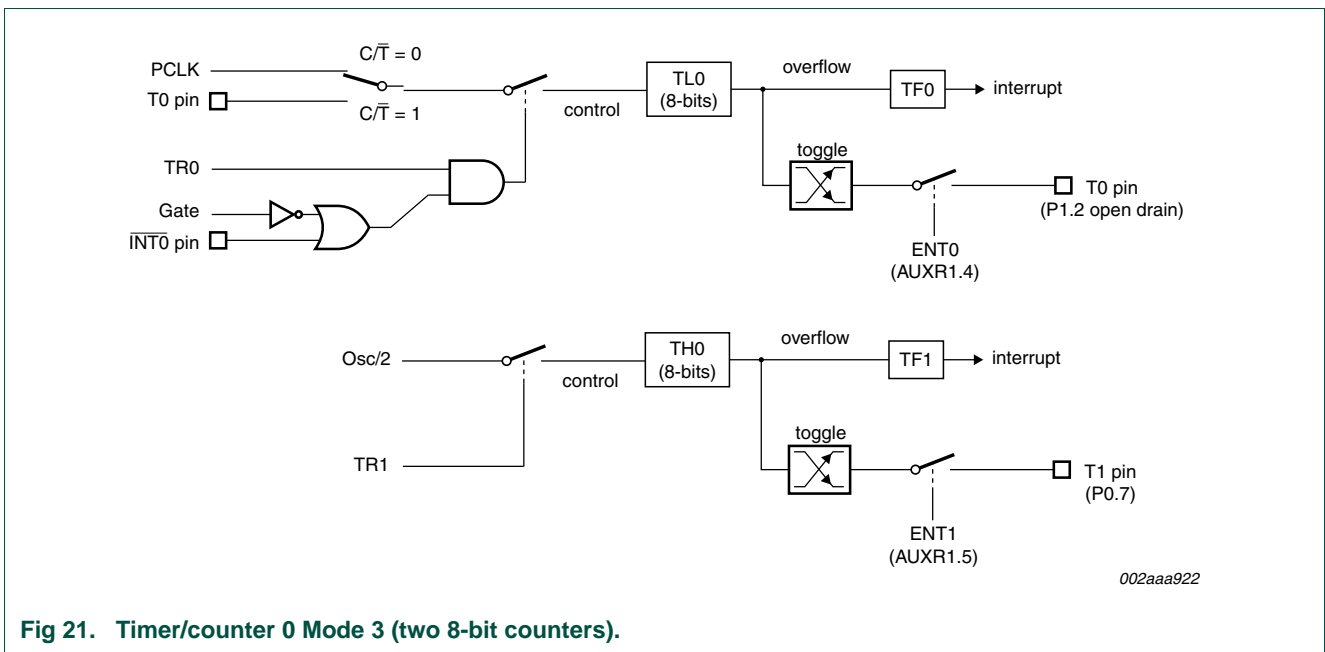 C/T̅ = 0
PCLK
T0 pin
C/T̅ = 1
control
TL0
(8-bits)
overflow
TF0
interrupt
toggle
T0 pin
(P1.2 open drain)
ENT0
(AUXR1.4)
TR0
Gate
I̅N̅T̅0̅ pin
Osc/2
control
TH0
(8-bits)
overflow
TF1
interrupt
toggle
T1 pin
(P0.7)
ENT1
(AUXR1.5)
TR1
002aaa922
Fig 21. Timer/counter 0 Mode 3 (two 8-bit counters).